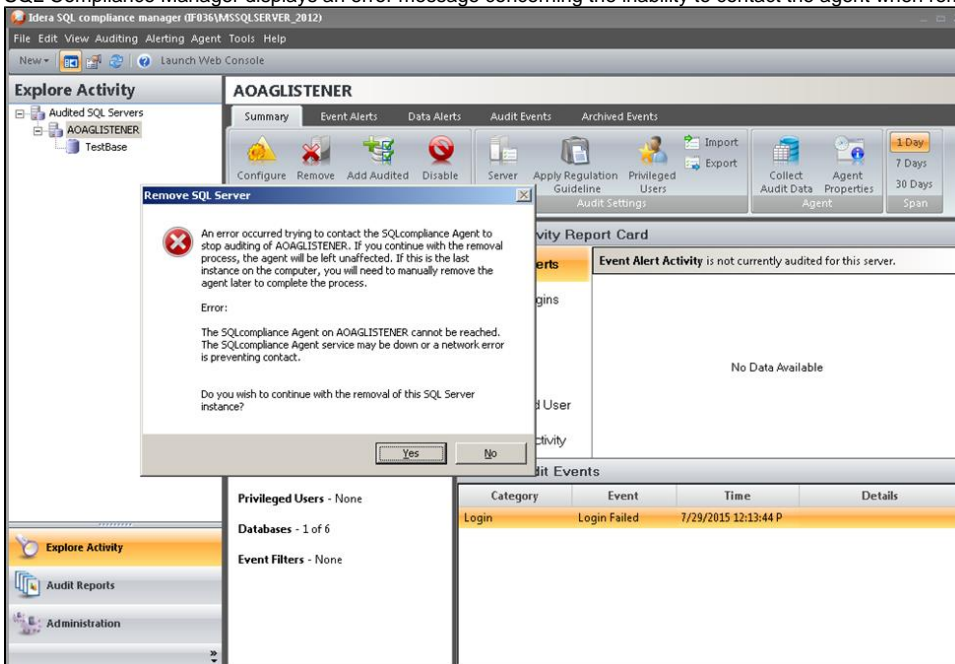 SQL Compliance Manager displays an error message concerning the inability to contact the agent when
Idera SQL compliance manager (IF036\MSSQLSERVER_2012)
File Edit View Auditing Alerting Agent Tools Help
New Launch Web Console
Explore Activity
Audited SQL Servers
AOAGLISTENER
TestBase
AOAGLISTENER
Summary Event Alerts Data Alerts Audit Events Archived Events
Configure Remove Add Audited Disable
Server Apply Regulation Guideline Privileged Users
Import
Export
Audit Settings
Collect Audit Data Agent Properties
Agent
1 Day
7 Days
30 Days
Span
Remove SQL Server
An error occurred trying to contact the SQLcompliance Agent to
stop auditing of AOAGLISTENER. If you continue with the removal
process, the agent will be left unaffected. If this is the last
instance on the computer, you will need to manually remove the
agent later to complete the process.
Error:
The SQLcompliance Agent on AOAGLISTENER cannot be reached.
The SQLcompliance Agent service may be down or a network error
is preventing contact.
Do you wish to continue with the removal of this SQL Server
instance?
Yes No
Report Card
Event Alert Activity is not currently audited for this server.
No Data Available
User
Events
Category Event Time Details
Login Login Failed 7/29/2015 12:13:44 P
Privileged Users - None
Databases - 1 of 6
Event Filters - None
Explore Activity
Audit Reports
Administration